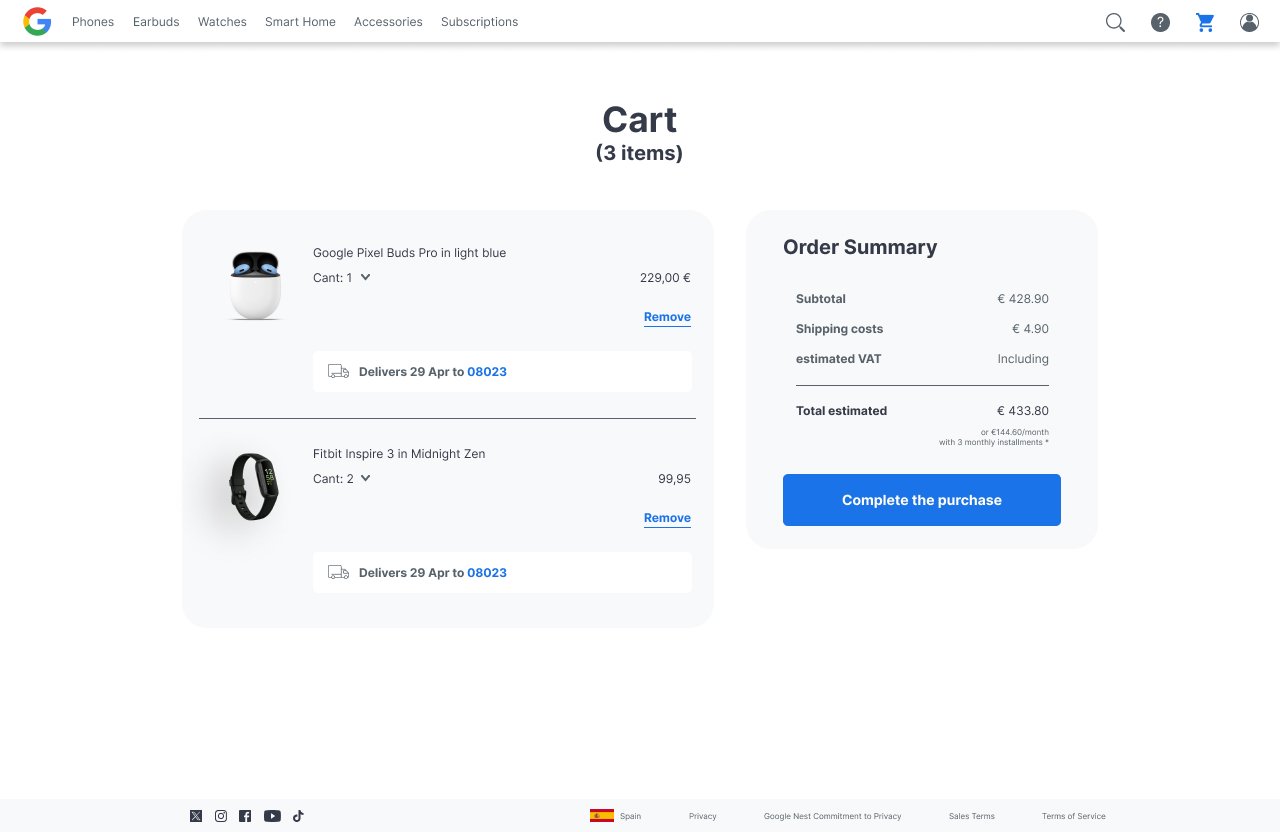 Phones Earbuds Watches Smart Home Accessories Subscriptions
Cart
(3 items)
Google Pixel Buds Pro in light blue
Cant: 1 229,00 €
Remove
Delivers 29 Apr to 08023
Fitbit Inspire 3 in Midnight Zen
Cant: 2 99,95
Remove
Delivers 29 Apr to 08023
Order Summary
Subtotal € 428.90
Shipping costs € 4.90
estimated VAT Including
Total estimated € 433.80
or €144.60/month
with 3 monthly installments *
Complete the purchase
Spain Privacy Google Nest Commitment to Privacy Sales Terms Terms of Service